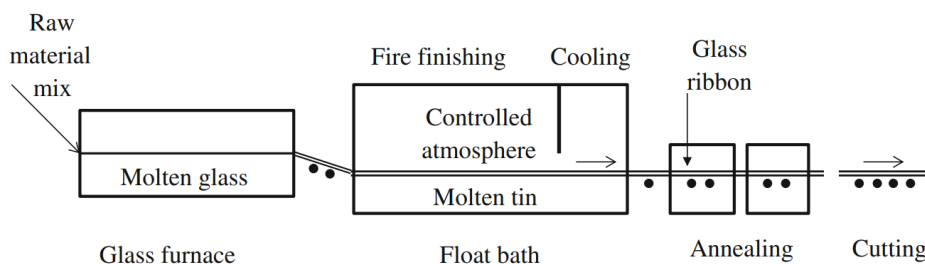 Raw
material
mix
Fire finishing
Cooling
Glass
ribbon
Controlled
atmosphere
Molten glass
Molten tin
Glass furnace
Float bath
Annealing
Cutting